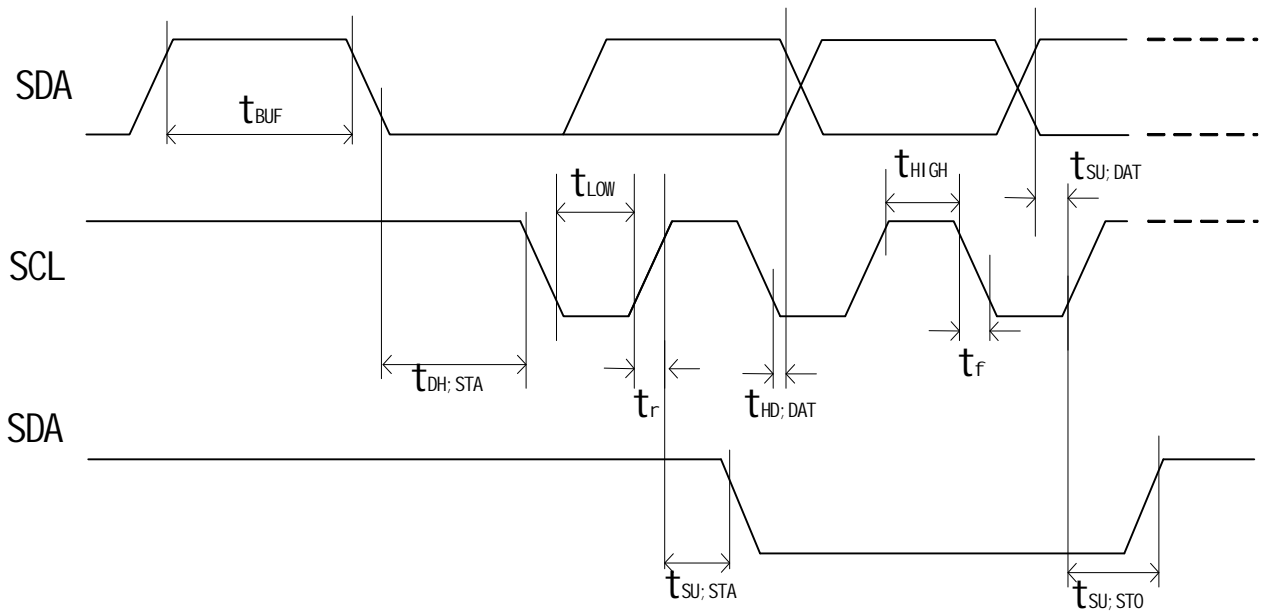 SDA
tBUF
tLOW
tHIGH
tSU; DAT
SCL
tDH; STA
tr
tHD; DAT
tf
SDA
tSU; STA
tSU; STO